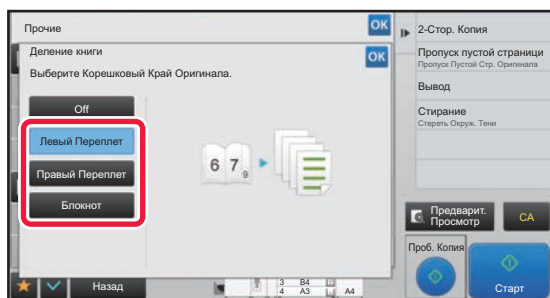 Прочие
OK
2-Стор. Копия
Деление книги
OK
Выберите Корешковый Край Оригинала.
Пропуск пустой страници
Пропуск Пустой Стр. Оригинала
Вывод
Off
Стирание
Стереть Окруж. Тени
Левый Переплет
Правый Переплет
Блокнот
6 7 9
Предварит.
Просмотр
CA
Проб. Копия
Старт
Назад
3 B4
4 A3
A4